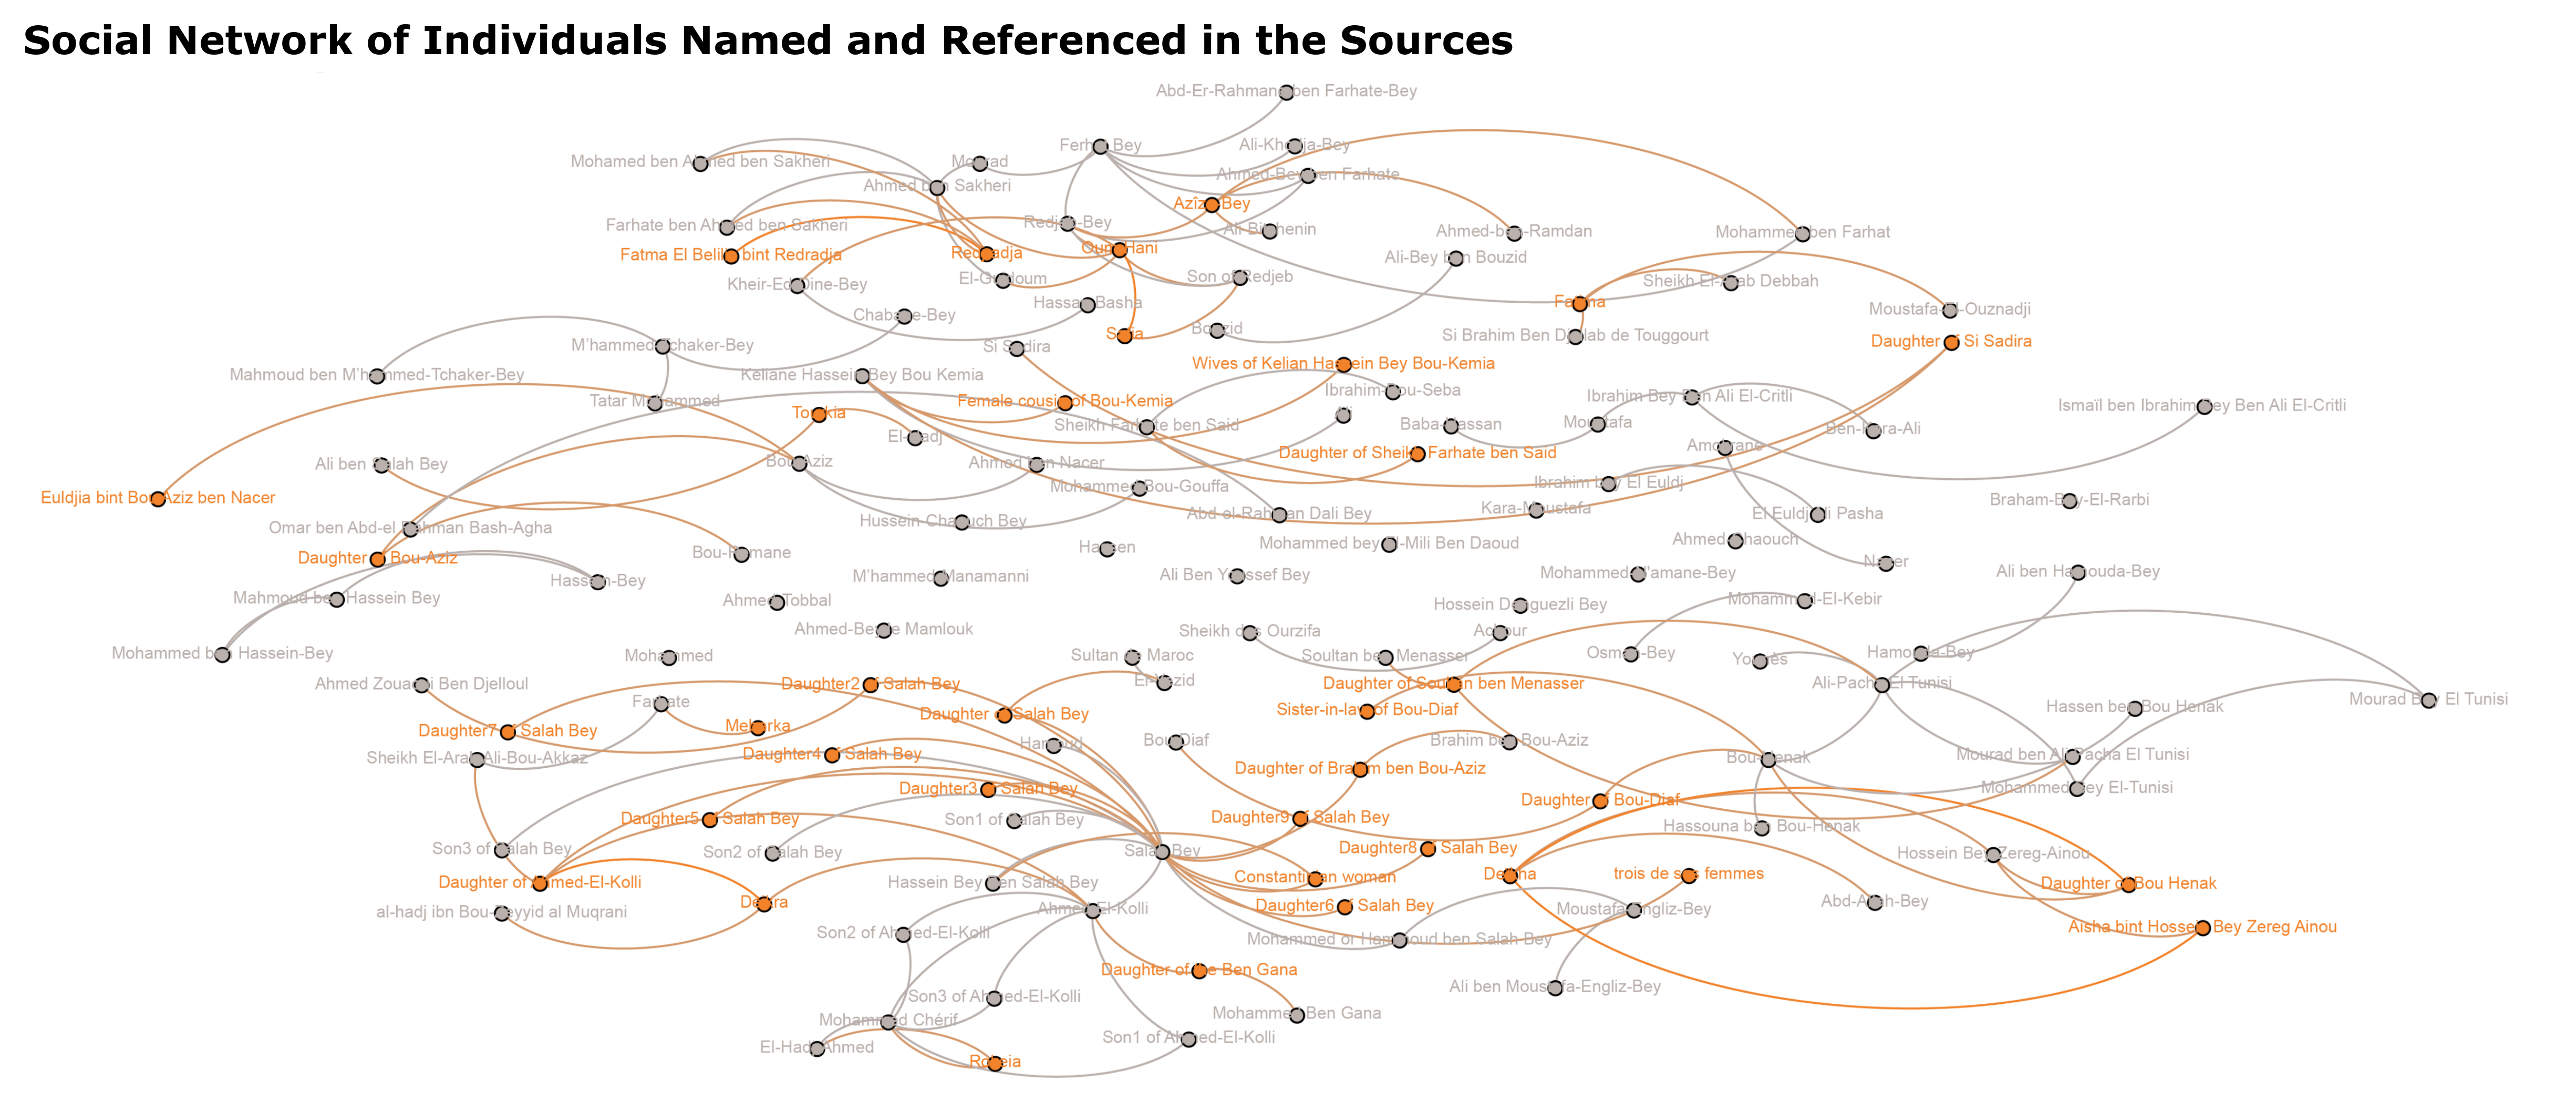 Social Network of Individuals Named and Referenced in the Sources
Abd-Er-Rahmane ben Farhate-Bey
Ferhat Bey
Ali-Khodja-Bey
Mohamed ben Ahmed ben Sakheri
Mourad
Ahmed-Bey ben Farhate
Ahmed ben Sakheri
Azîza Bey
Farhate ben Ahmed ben Sakheri
Redjeb-Bey
Ali-Bitchenin
Ahmed-ben-Ramdan
Mohammed ben Farhat
Fatma El Belili bint Redradja
Redradja
Oum Hani
Ali-Bey ben Bouzid
Kheir-Ed-Dine-Bey
El-Guidoum
Son of Redjeb
Sheikh El-Arab Debbah
Hassan Basha
Fatma
Moustafa-El-Ouznadji
Chabane-Bey
Bouzid
Si Brahim Ben Djellab de Touggourt
M'hammed-Tchaker-Bey
Si Sadira
Daughter of Si Sadira
Wives of Kelian Hassein Bey Bou-Kemia
Mahmoud ben M'hammed-Tchaker-Bey
Keliane Hassein Bey Bou Kemia
Ibrahim-Bou-Seba
Ibrahim Bey Ben Ali El-Critli
Tatar Mohammed
Female cousin of Bou-Kemia
Ismaïl ben Ibrahim Bey Ben Ali El-Critli
Sheikh Farhate ben Said
Baba-Hassan
Moustafa
Ben-Kara-Ali
El-Hadj
Amokrane
Daughter of Sheikh Farhate ben Said
Ali ben Salah Bey
Bou-Aziz
Ahmed ben Nacer
Mohammed Bou-Gouffa
Ibrahim bey El Euldj
Euldjia bint Bou-Aziz ben Nacer
Braham-Bey-El-Rarbi
Kara-Moustafa
El Euldj Ali Pasha
Omar ben Abd-el Rahman Bash-Agha
Hussein Chaouch Bey
Abd el-Rahman Dali Bey
Daughter of Bou-Aziz
Bou-Romane
Hassen
Mohammed bey El-Mili Ben Daoud
Ahmed Chaouch
Nacer
Hassein-Bey
M'hammed-Manamanni
Ali Ben Youssef Bey
Mohammed N'amane-Bey
Ali ben Hamouda-Bey
Mahmoud ben Hassein Bey
Ahmed Tobbal
Hossein Denguezli Bey
Mohammed-El-Kebir
Ahmed-Bey le Mamlouk
Sheikh des Ourzifa
Achour
Mohammed ben Hassein-Bey
Mohammed
Sultan de Maroc
Soultan ben Menasser
Osman-Bey
Younès
Hamouda-Bey
Ahmed Zouaoui Ben Djelloul
Daughter2 of Salah Bey
El-Yezid
Daughter of Soultan ben Menasser
Ali-Pacha El Tunisi
Mourad Bey El Tunisi
Farhate
Daughter of Salah Bey
Sister-in-law of Bou-Diaf
Hassen ben Bou Henak
Daughter7 of Salah Bey
Mebarka
Hamoud
Bou Diaf
Brahim ben Bou-Aziz
Sheikh El-Arab Ali-Bou-Akkaz
Daughter4 of Salah Bey
Bou-Henak
Mourad ben Ali Pacha El Tunisi
Daughter of Brahim ben Bou-Aziz
Daughter3 of Salah Bey
Mohammed Bey El-Tunisi
Daughter of Bou-Diaf
Daughter5 of Salah Bey
Son1 of Salah Bey
Daughter9 of Salah Bey
Hassouna ben Bou-Henak
Son3 of Salah Bey
Son2 of Salah Bey
Salah Bey
Daughter8 of Salah Bey
Hossein Bey Zereg-Ainou
Daughter of Ahmed-El-Kolli
Hassein Bey Ben Salah Bey
Constantinan woman
trois de ses femmes
Daughter of Bou Henak
al-hadj ibn Bou-Zeyyid al Muqrani
Ahmed El-Kolli
Daughter6 of Salah Bey
Moustafa-Engliz-Bey
Abd-Allah-Bey
Son2 of Ahmed-El-Kolli
Mohammed or Hammoud ben Salah Bey
Aisha bint Hossein Bey Zereg Ainou
Daughter of the Ben Gana
Son3 of Ahmed-El-Kolli
Ali ben Moustafa-Engliz-Bey
Mohammed Chérif
Mohammed Ben Gana
El-Hadj Ahmed
Son1 of Ahmed-El-Kolli